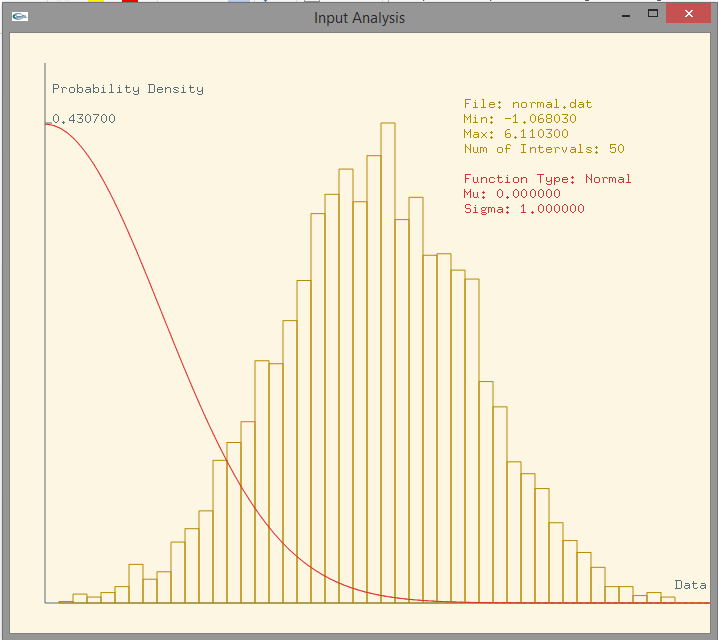 Input Analysis
Probability Density
0.430700
File: normal.dat
Min: -1.068030
Max: 6.110300
Num of Intervals: 50
Function Type: Normal
Mu: 0.000000
Sigma: 1.000000
Data